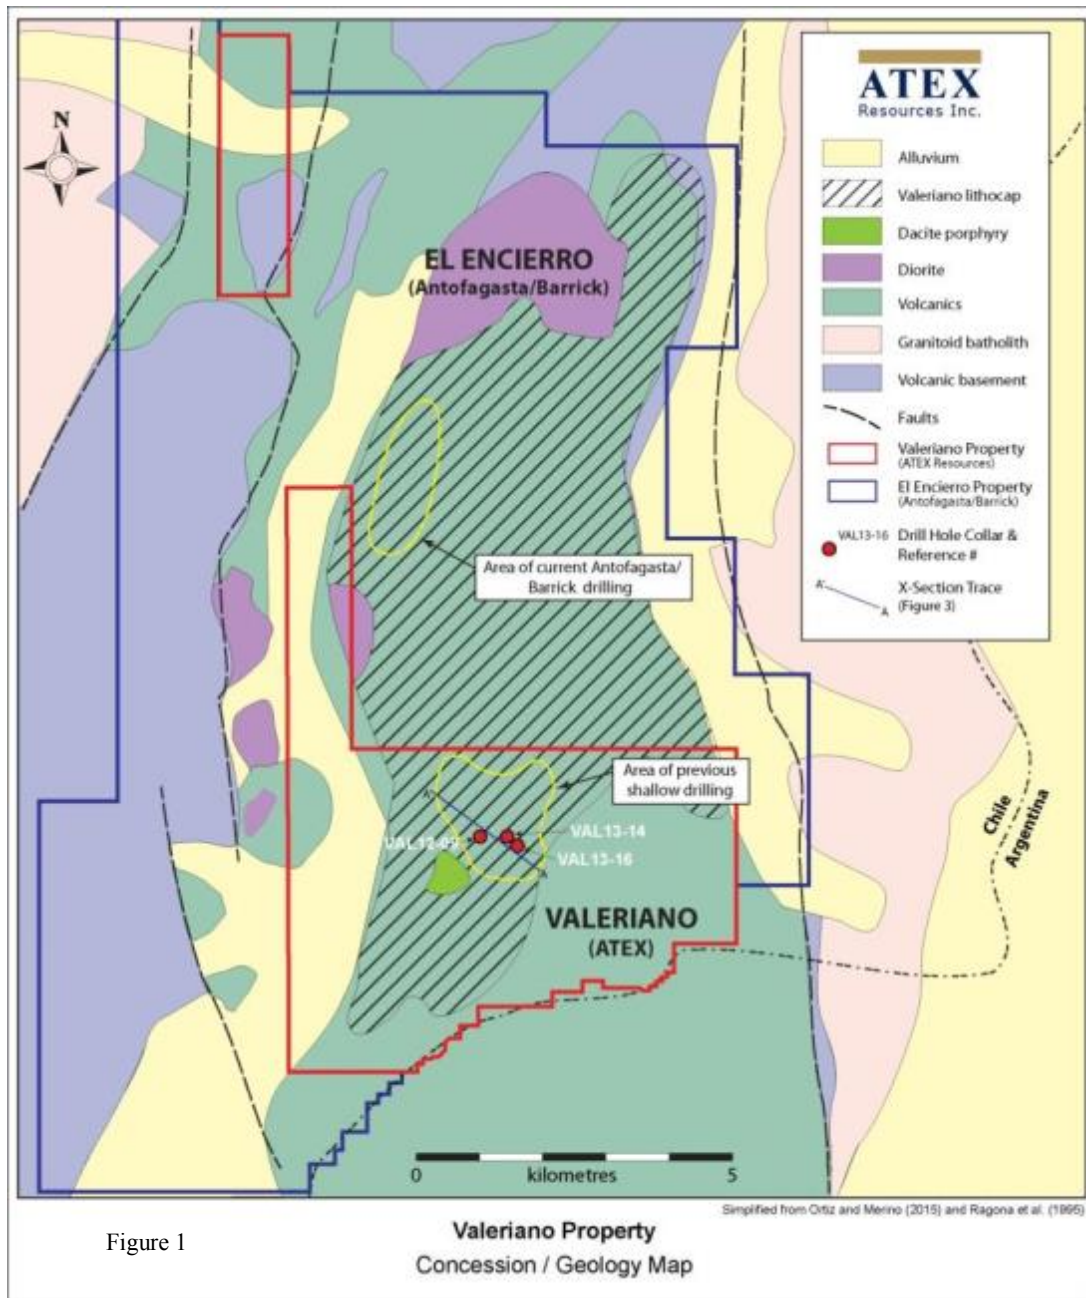 ATEX
Resources Inc.
Alluvium
Valeriano lithocap
Dacite porphyry
Diorite
Volcanics
Granitoid batholith
Volcanic basement
Faults
Valeriano Property
(ATEX Resources)
El Encierro Property
(Antofagasta/Barrick)
VAL13-16 Drill Hole Collar &
Reference #
A' X-Section Trace
A (Figure 3)
N
EL ENCIERRO
(Antofagasta/Barrick)
Area of current Antofagasta/
Barrick drilling
Area of previous
shallow drilling
A'
VAL13-14
VAL12-09
VAL13-16
A
VALERIANO
(ATEX)
Chile
Argentina
0 kilometres 5
Simplified from Ortiz and Merino (2015) and Ragona et al. (1995)
Figure 1
Valeriano Property
Concession / Geology Map